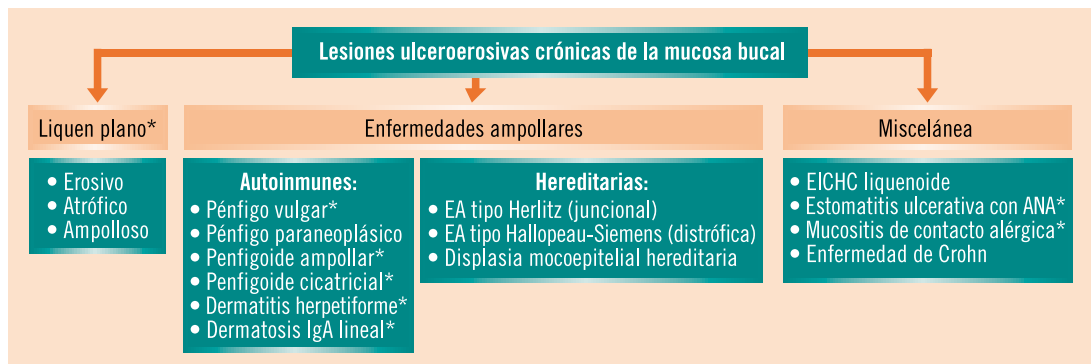 Lesiones ulceroerosivas crónicas de la mucosa bucal
Liquen plano*
• Erosivo
• Atrófico
• Ampolloso
Enfermedades ampollares
Autoinmunes:
• Pénfigo vulgar*
• Pénfigo paraneoplásico
• Penfigoide ampollar*
• Penfigoide cicatricial*
• Dermatitis herpetiforme*
• Dermatosis IgA lineal*
Hereditarias:
• EA tipo Herlitz (juncional)
• EA tipo Hallopeau-Siemens (distrófica)
• Displasia mocoepitelial hereditaria
Miscelánea
• EICHC liquenoide
• Estomatitis ulcerativa con ANA*
• Mucositis de contacto alérgica*
• Enfermedad de Crohn